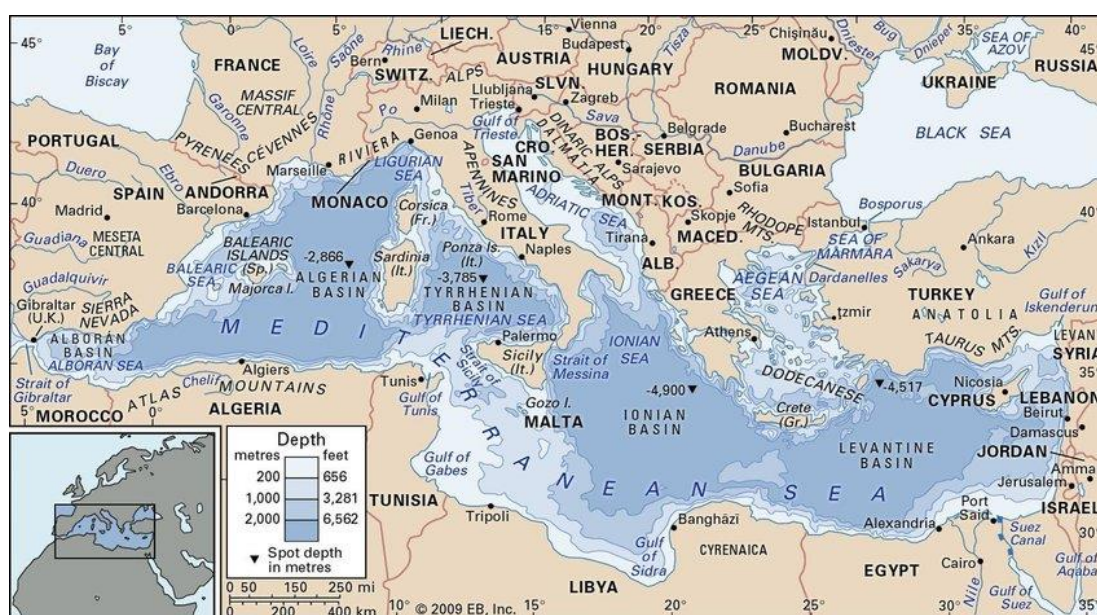 45°
5°
0°
5°
10°
15°
20°
25°
30°
35°
40°
Bay
of
Biscay
FRANCE
Loire
Saône
Rhine
LIECH.
Bern
SWITZ.
ALPS
AUSTRIA
Vienna
Budapest
HUNGARY
Tisza
Chișinău
MOLDV.
Dniester
Bug
Dnieper
SEA OF
AZOV
45°
UKRAINE
RUSSIA
MASSIF
CENTRAL
Garonne
Rhône
CÉVENNES
Po
Milan
Llubljana
SLVN.
Trieste
Zagreb
Gulf of
Trieste
Sava
ROMANIA
Bucharest
BLACK SEA
PORTUGAL
PYRENEES
Duero
Ebro
SPAIN
ANDORRA
Marseille
RIVIERA
Genoa
LIGURIAN
SEA
MONACO
APENNINES
SAN
MARINO
CRO.
DINARIC ALPS
DALMATIA
BOS.-
HER.
Belgrade
SERBIA
Sarajevo
Danube
BULGARIA
Sofia
40°
Madrid
Barcelona
Corsica
(Fr.)
Tiber
Rome
ITALY
ADRIATIC SEA
MONT.
KOS.
Skopje
MACED.
RHODOPE
MTS.
Istanbul
Bosporus
40°
Guadiana
MESETA
CENTRAL
BALEARIC
ISLANDS
(Sp.)
BALEARIC
SEA
Majorca I.
-2,866
ALGERIAN
BASIN
Sardinia
(It.)
Ponza Is.
(It.)
Naples
-3,785
TYRRHENIAN
BASIN
TYRRHENIAN SEA
Tirana
ALB.
SEA OF
MARMARA
Dardanelles
AEGEAN
SEA
Ankara
Kızıl
Sakarya
Guadalquivir
Gibraltar
(U.K.)
SIERRA
NEVADA
ALBORÁN
BASIN
ALBORAN SEA
GREECE
Athens
İzmir
TURKEY
ANATOLIA
TAURUS MTS.
Gulf of
Iskenderun
MEDITERRANEAN SEA
Palermo
Sicily
(It.)
Strait of
Sicily
Strait of
Messina
IONIAN
SEA
-4,900
IONIAN
BASIN
DODECANESE
-4,517
Crete
(Gr.)
Nicosia
CYPRUS
LEVANT
SYRIA
35°
LEBANON
Beirut
Damascus
Strait of
Gibraltar
5°
MOROCCO
0°
ATLAS
MOUNTAINS
Chelif
Algiers
ALGERIA
Tunis
Gulf of
Tunis
Gozo I.
MALTA
LEVANTINE
BASIN
JORDAN
Amma
Jerusalem
ISRAEL
Gulf of
Gabes
TUNISIA
Tripoli
Banghāzī
Gulf
of
Sidra
CYRENAICA
LIBYA
Alexandria
Port
Said
Suez
Canal
Cairo
EGYPT
Nile
Gulf of
Suez
Gulf of
Aqaba
30°
Depth
metres feet
200 656
1,000 3,281
2,000 6,562
Spot depth
in metres
0 50 150 250 mi
0 200 400 km
10°
© 2009 EB, Inc.
15°
20°
25°
30°
35°